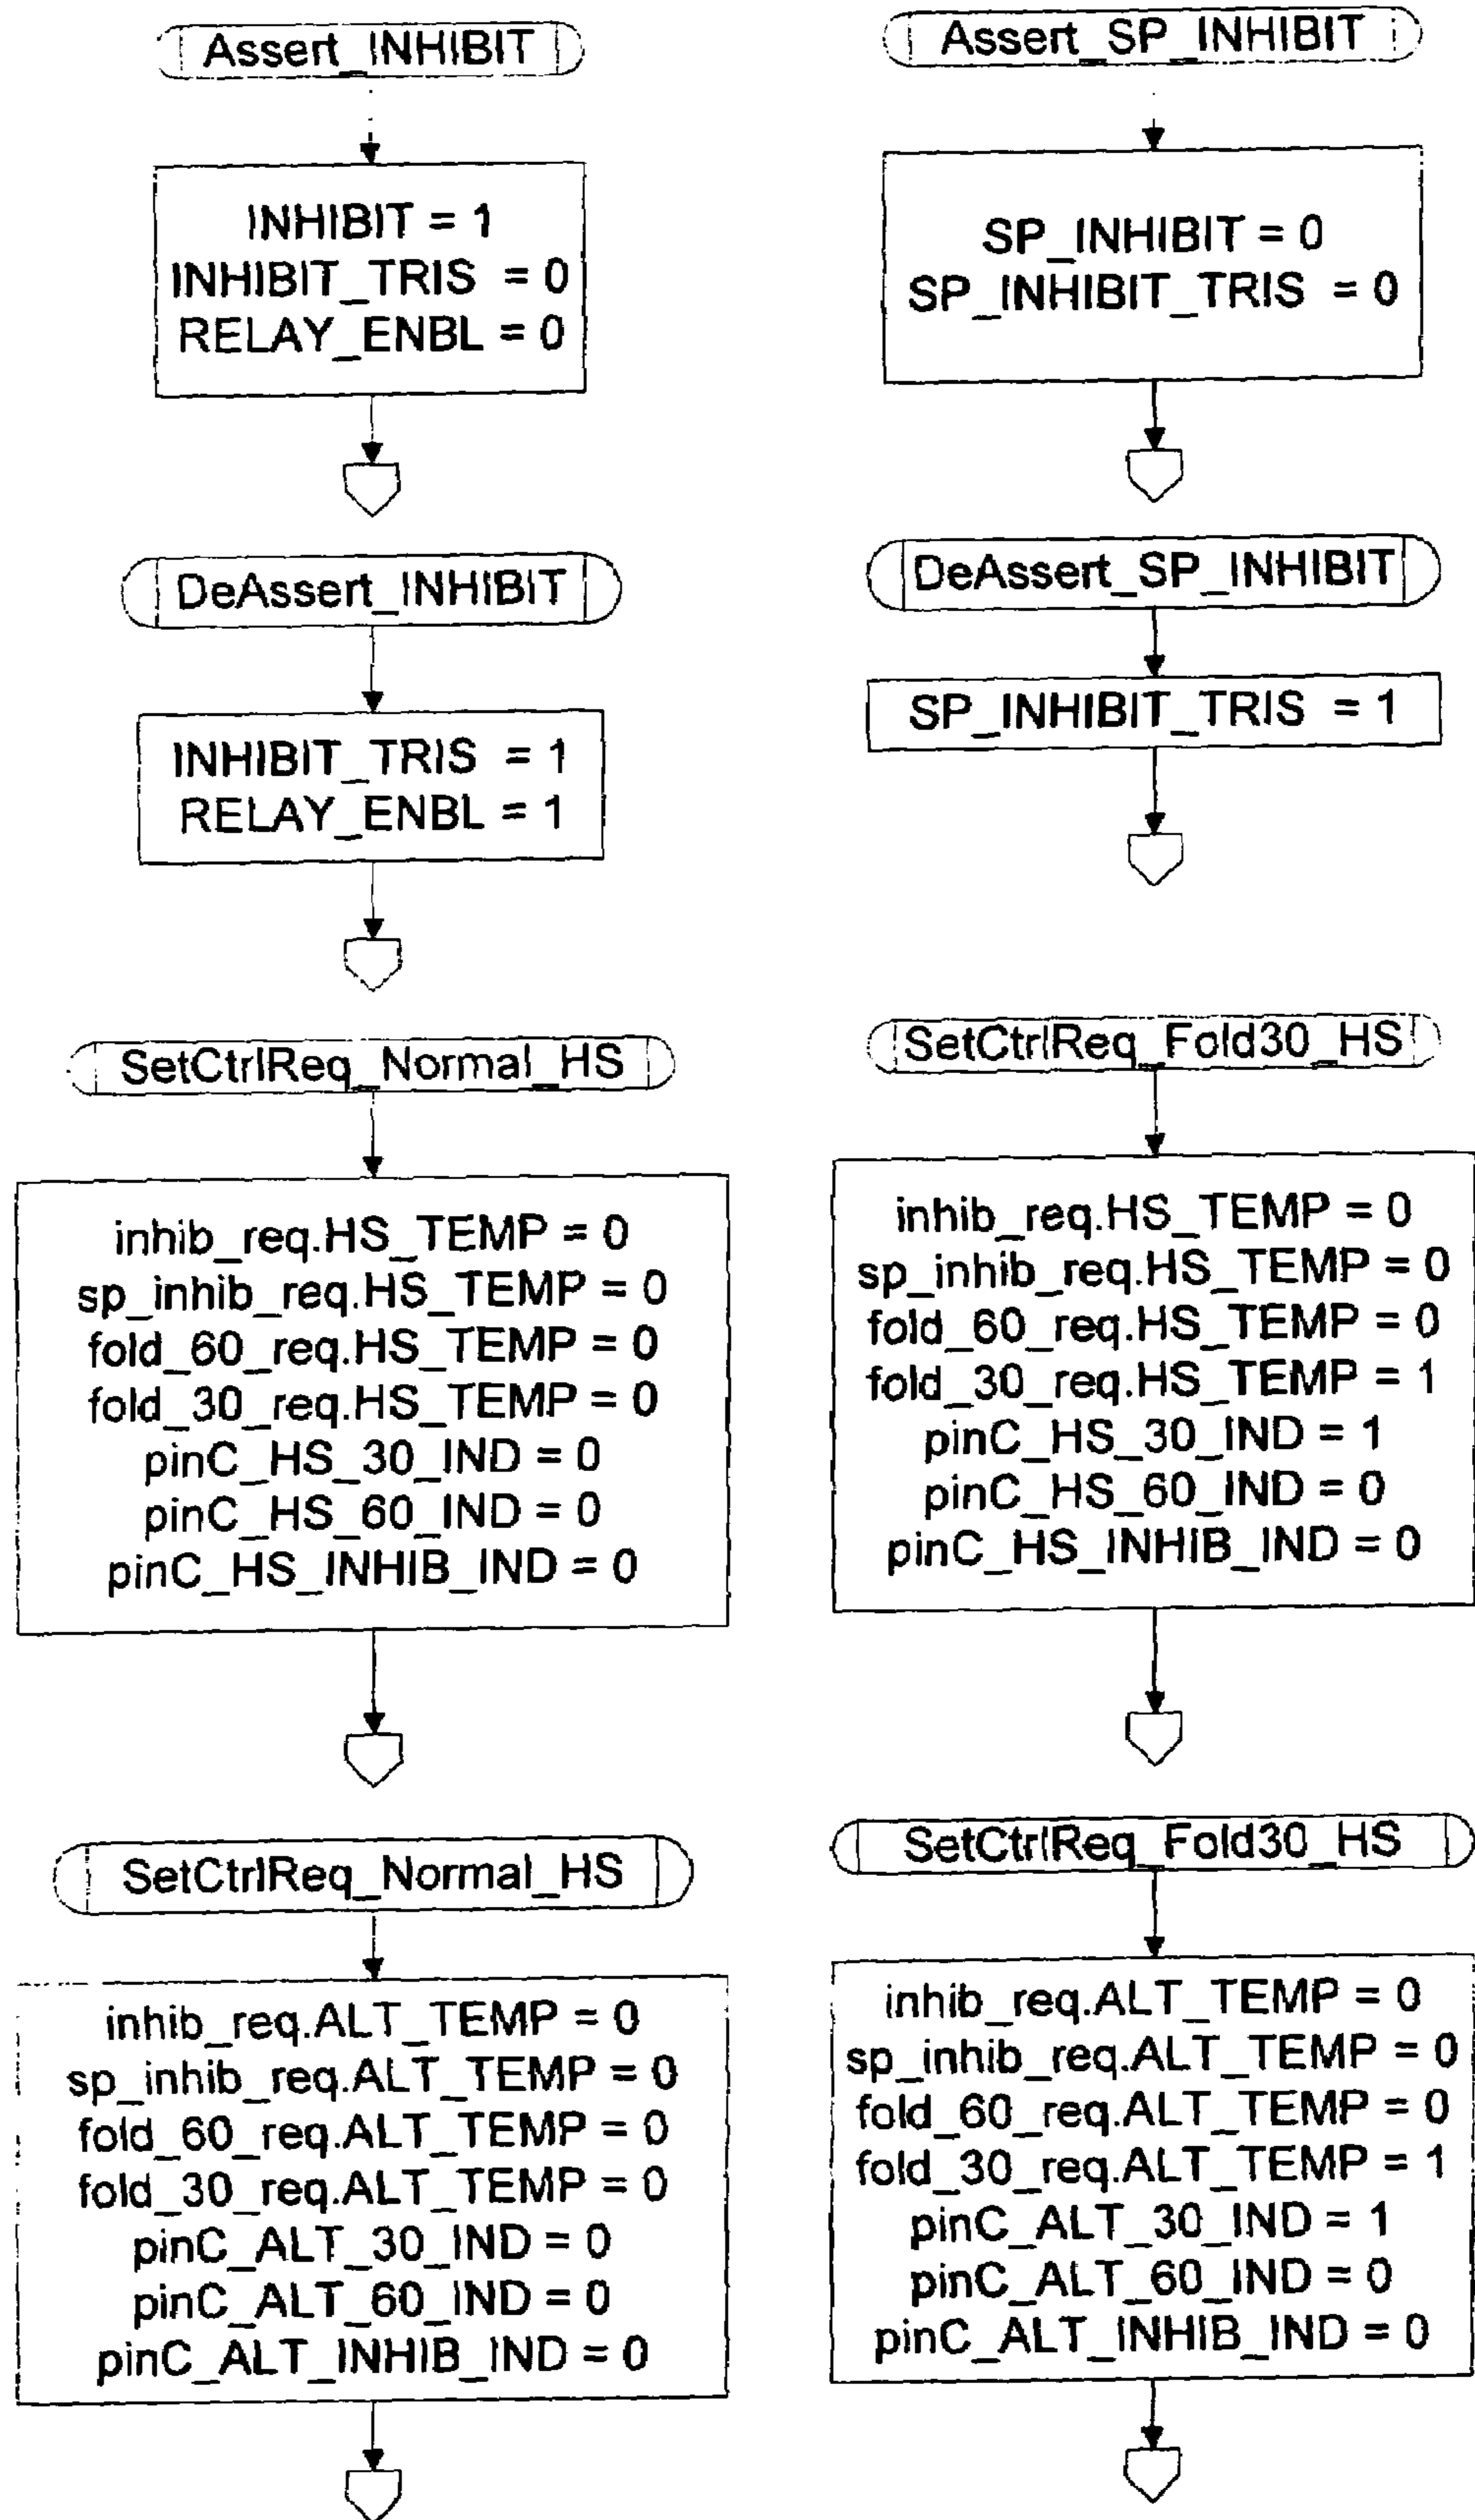 Assert_INHIBIT
INHIBIT = 1
INHIBIT_TRIS = 0
RELAY_ENBL = 0
Assert_SP_INHIBIT
SP_INHIBIT = 0
SP_INHIBIT_TRIS = 0
DeAssert_INHIBIT
INHIBIT_TRIS = 1
RELAY_ENBL = 1
DeAssert_SP_INHIBIT
SP_INHIBIT_TRIS = 1
SetCtrlReq_Normal_HS
inhib_req.HS_TEMP = 0
sp_inhib_req.HS_TEMP = 0
fold_60_req.HS_TEMP = 0
fold_30_req.HS_TEMP = 0
pinC_HS_30_IND = 0
pinC_HS_60_IND = 0
pinC_HS_INHIB_IND = 0
SetCtrlReq_Fold30_HS
inhib_req.HS_TEMP = 0
sp_inhib_req.HS_TEMP = 0
fold_60_req.HS_TEMP = 0
fold_30_req.HS_TEMP = 1
pinC_HS_30_IND = 1
pinC_HS_60_IND = 0
pinC_HS_INHIB_IND = 0
SetCtrlReq_Normal_HS
inhib_req.ALT_TEMP = 0
sp_inhib_req.ALT_TEMP = 0
fold_60_req.ALT_TEMP = 0
fold_30_req.ALT_TEMP = 0
pinC_ALT_30_IND = 0
pinC_ALT_60_IND = 0
pinC_ALT_INHIB_IND = 0
SetCtrlReq_Fold30_HS
inhib_req.ALT_TEMP = 0
sp_inhib_req.ALT_TEMP = 0
fold_60_req.ALT_TEMP = 0
fold_30_req.ALT_TEMP = 1
pinC_ALT_30_IND = 1
pinC_ALT_60_IND = 0
pinC_ALT_INHIB_IND = 0